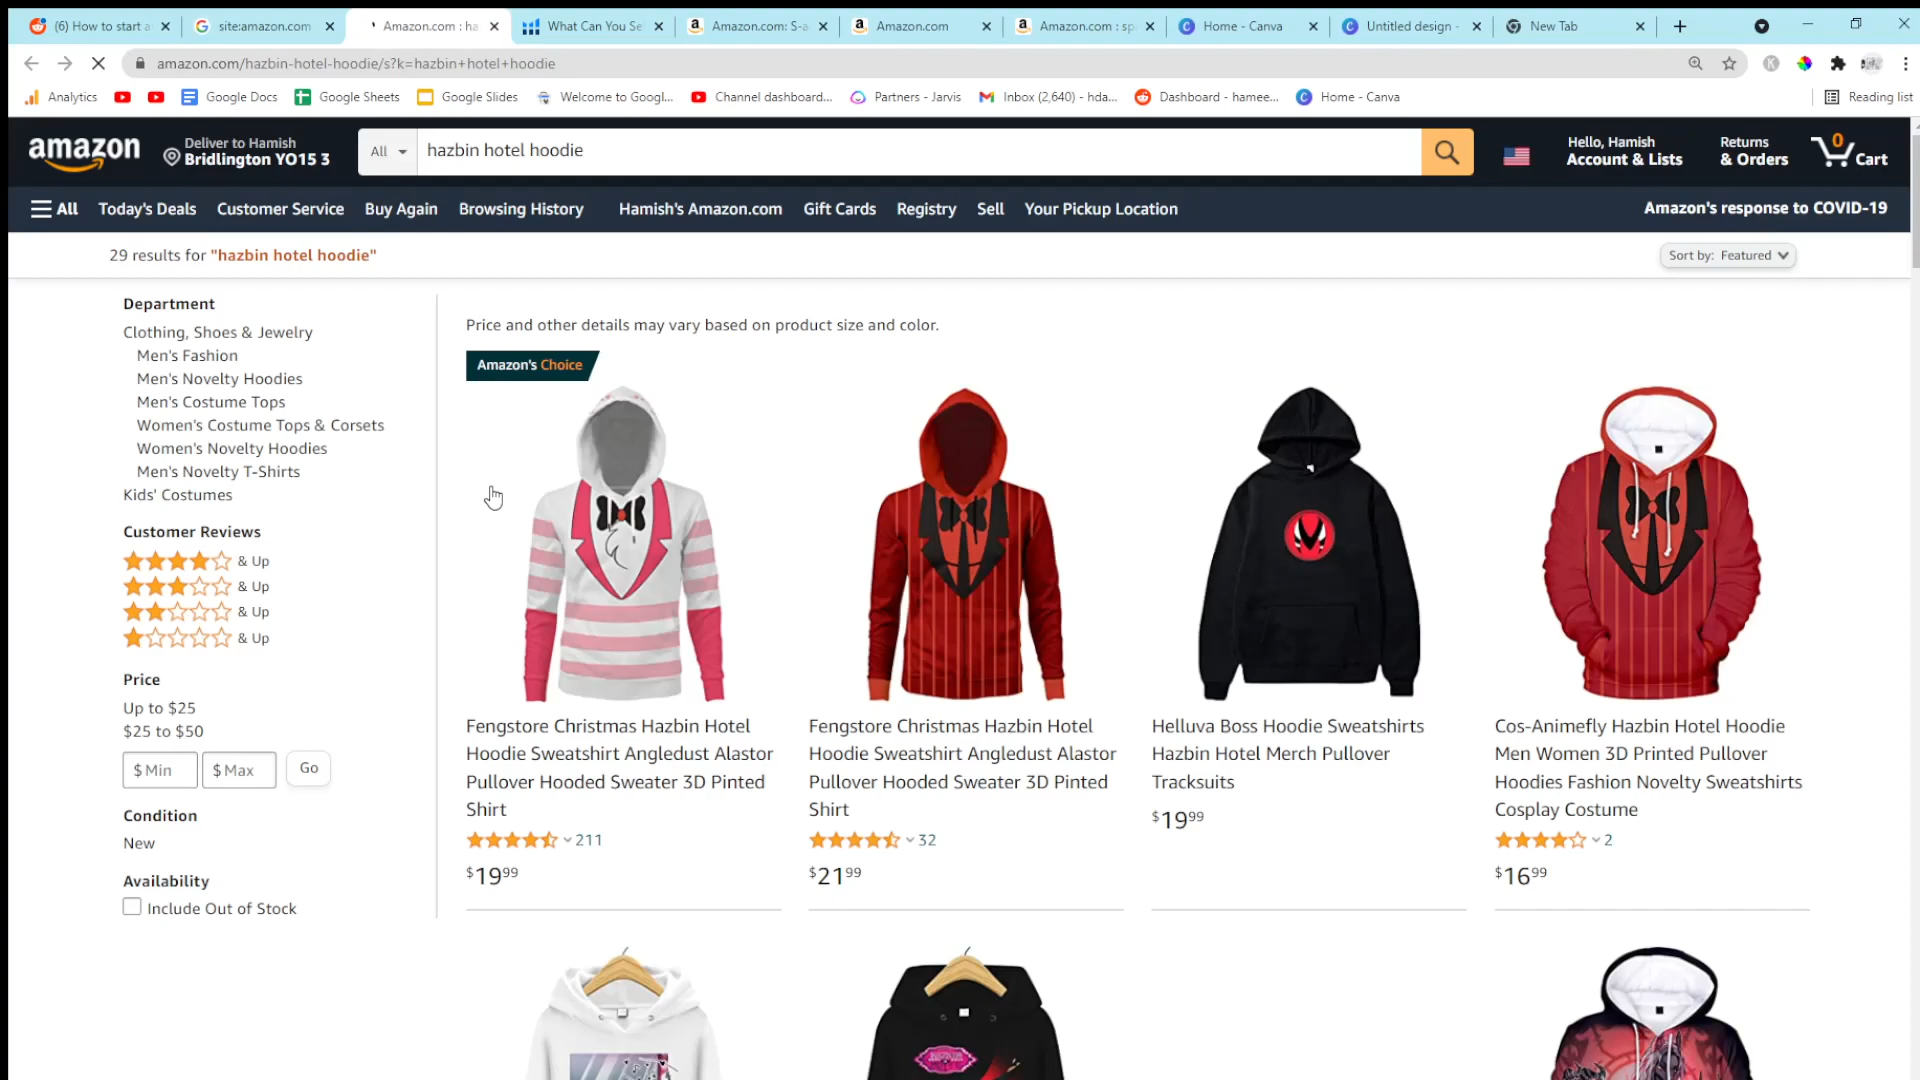 (6) How to start a
site:amazon.com
Amazon.com : ha
What Can You Se
Amazon.com: S-a
Amazon.com
Amazon.com : sp
Home - Canva
Untitled design -
New Tab
amazon.com/hazbin-hotel-hoodie/s?k=hazbin+hotel+hoodie
Analytics
Google Docs
Google Sheets
Google Slides
Welcome to Googl...
Channel dashboard...
Partners - Jarvis
Inbox (2,640) - hda...
Dashboard - hamee...
Home - Canva
Reading list
amazon
Deliver to Hamish
Bridlington YO15 3
All
hazbin hotel hoodie
Hello, Hamish
Account & Lists
Returns
& Orders
0
Cart
All
Today's Deals
Customer Service
Buy Again
Browsing History
Hamish's Amazon.com
Gift Cards
Registry
Sell
Your Pickup Location
Amazon's response to COVID-19
29 results for "hazbin hotel hoodie"
Sort by: Featured
Department
Clothing, Shoes & Jewelry
Men's Fashion
Men's Novelty Hoodies
Men's Costume Tops
Women's Costume Tops & Corsets
Women's Novelty Hoodies
Men's Novelty T-Shirts
Kids' Costumes
Customer Reviews
& Up
& Up
& Up
& Up
Price
Up to $25
$25 to $50
$ Min
$ Max
Go
Condition
New
Availability
Include Out of Stock
Price and other details may vary based on product size and color.
Amazon's Choice
Fengstore Christmas Hazbin Hotel
Hoodie Sweatshirt Angledust Alastor
Pullover Hooded Sweater 3D Pinted
Shirt
211
$1999
Fengstore Christmas Hazbin Hotel
Hoodie Sweatshirt Angledust Alastor
Pullover Hooded Sweater 3D Pinted
Shirt
32
$2199
Helluva Boss Hoodie Sweatshirts
Hazbin Hotel Merch Pullover
Tracksuits
$1999
Cos-Animefly Hazbin Hotel Hoodie
Men Women 3D Printed Pullover
Hoodies Fashion Novelty Sweatshirts
Cosplay Costume
2
$1699